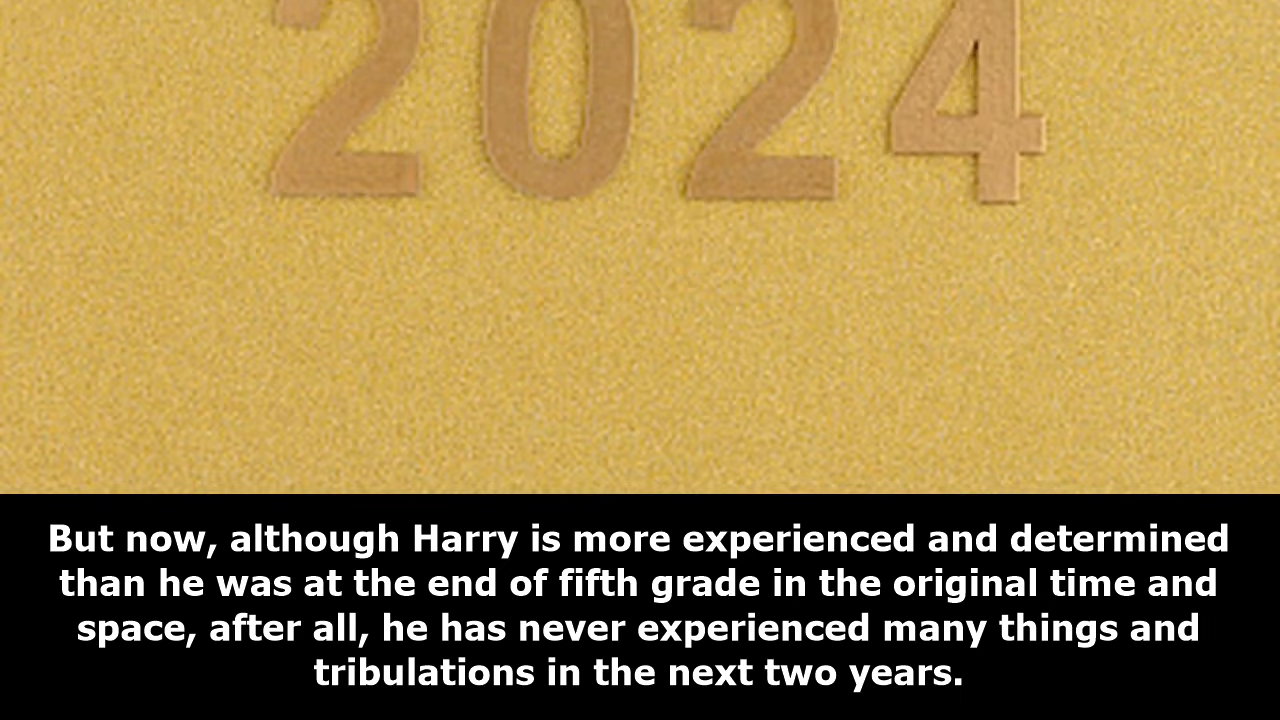 2024
But now, although Harry is more experienced and determined
than he was at the end of fifth grade in the original time and
space, after all, he has never experienced many things and
tribulations in the next two years.